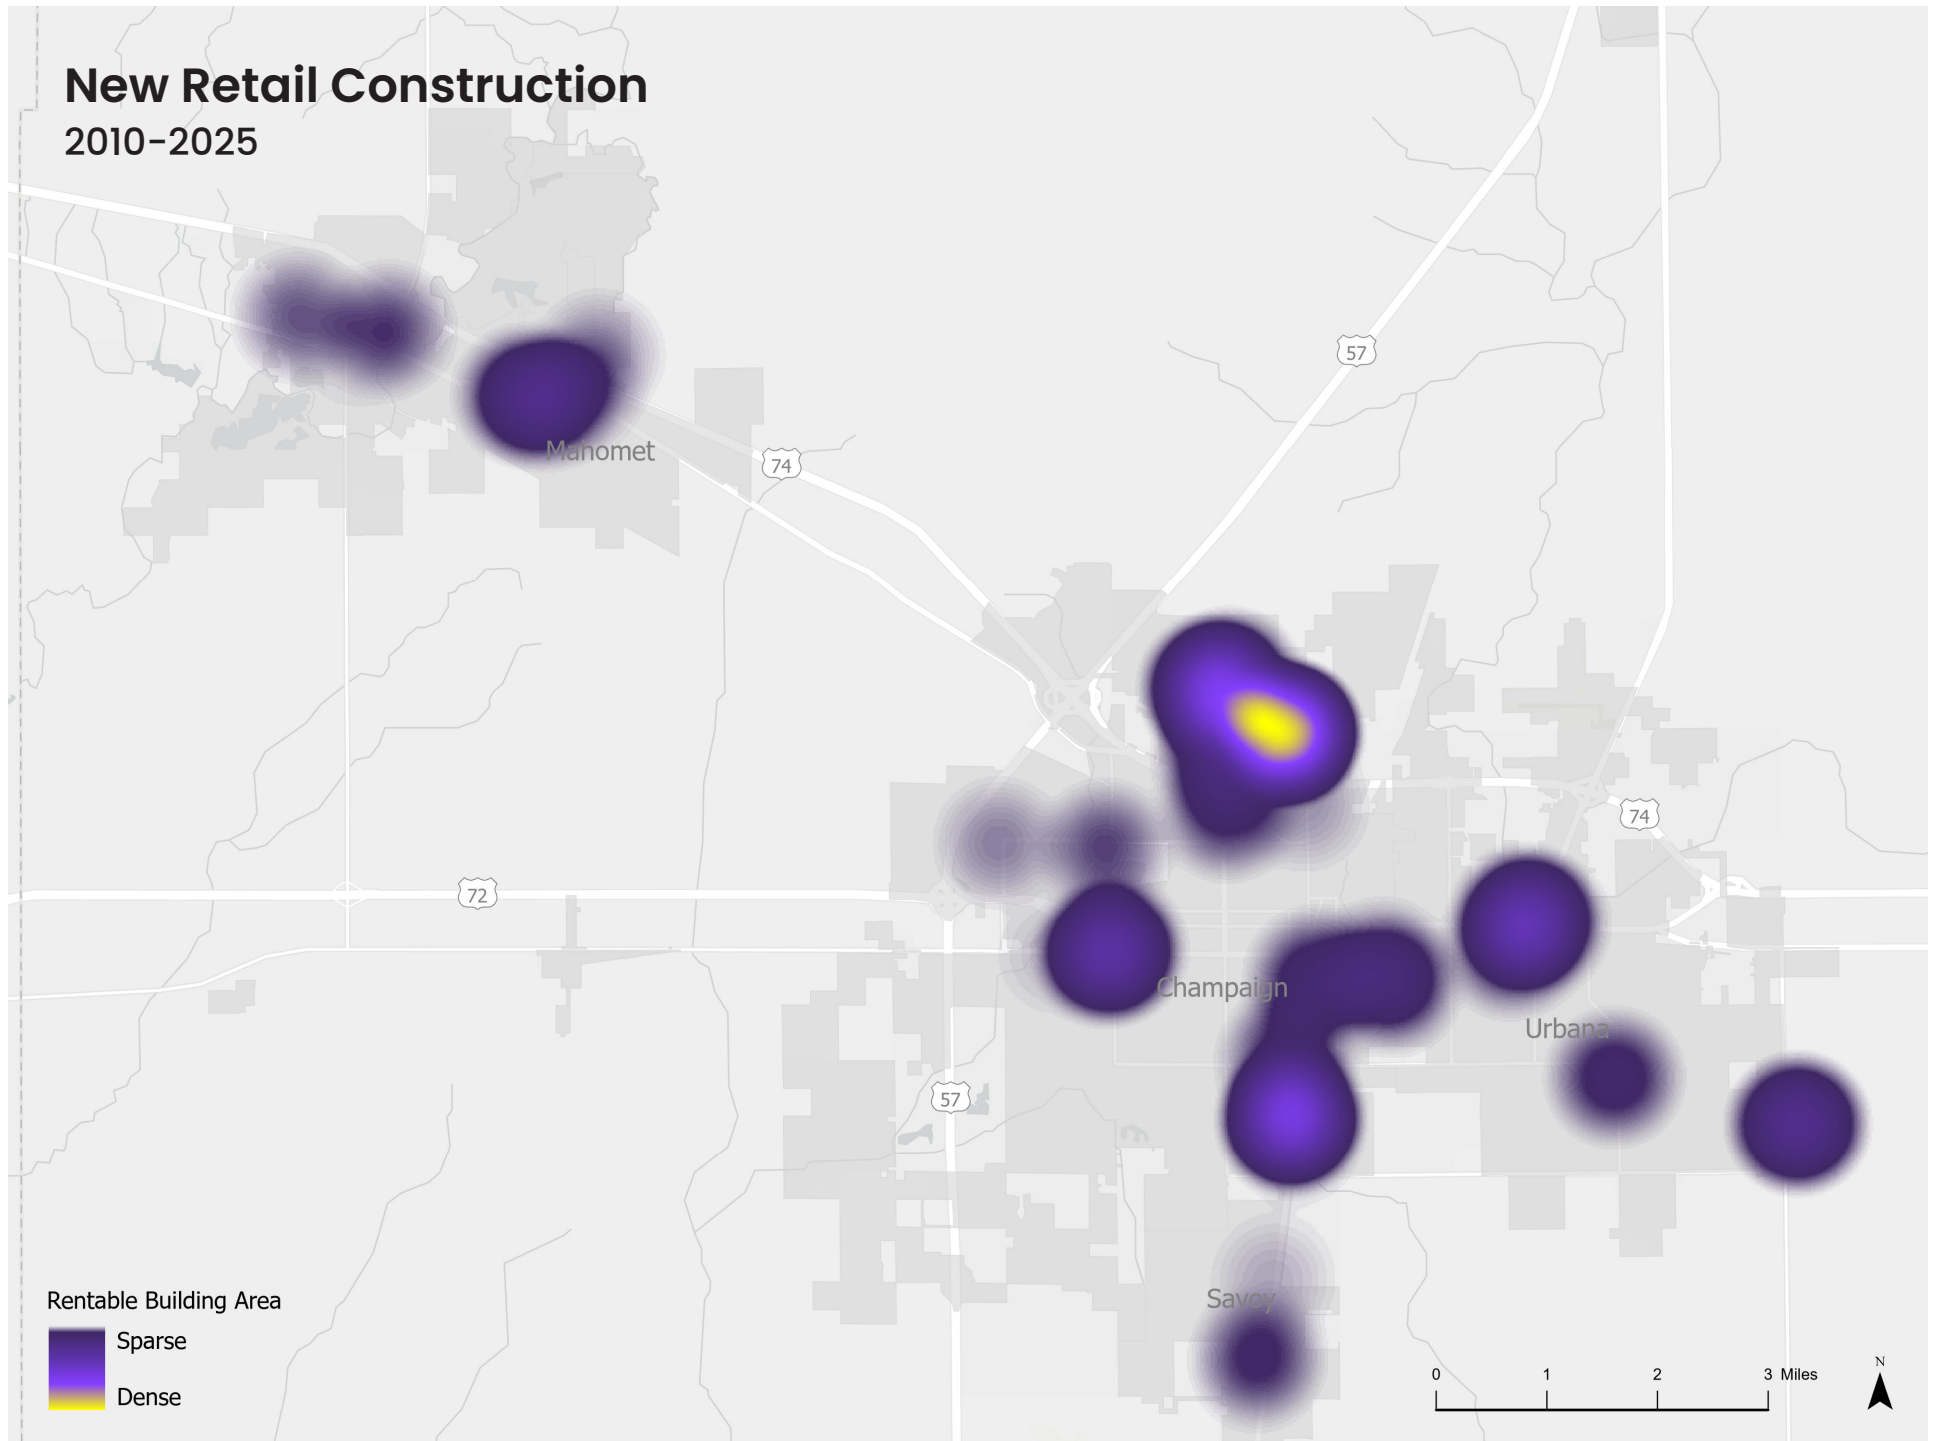 New Retail Construction
2010-2025
57
Mahomet
74
74
72
Champaign
Urbana
57
Savoy
Rentable Building Area
Sparse
Dense
0 1 2 3 Miles
N